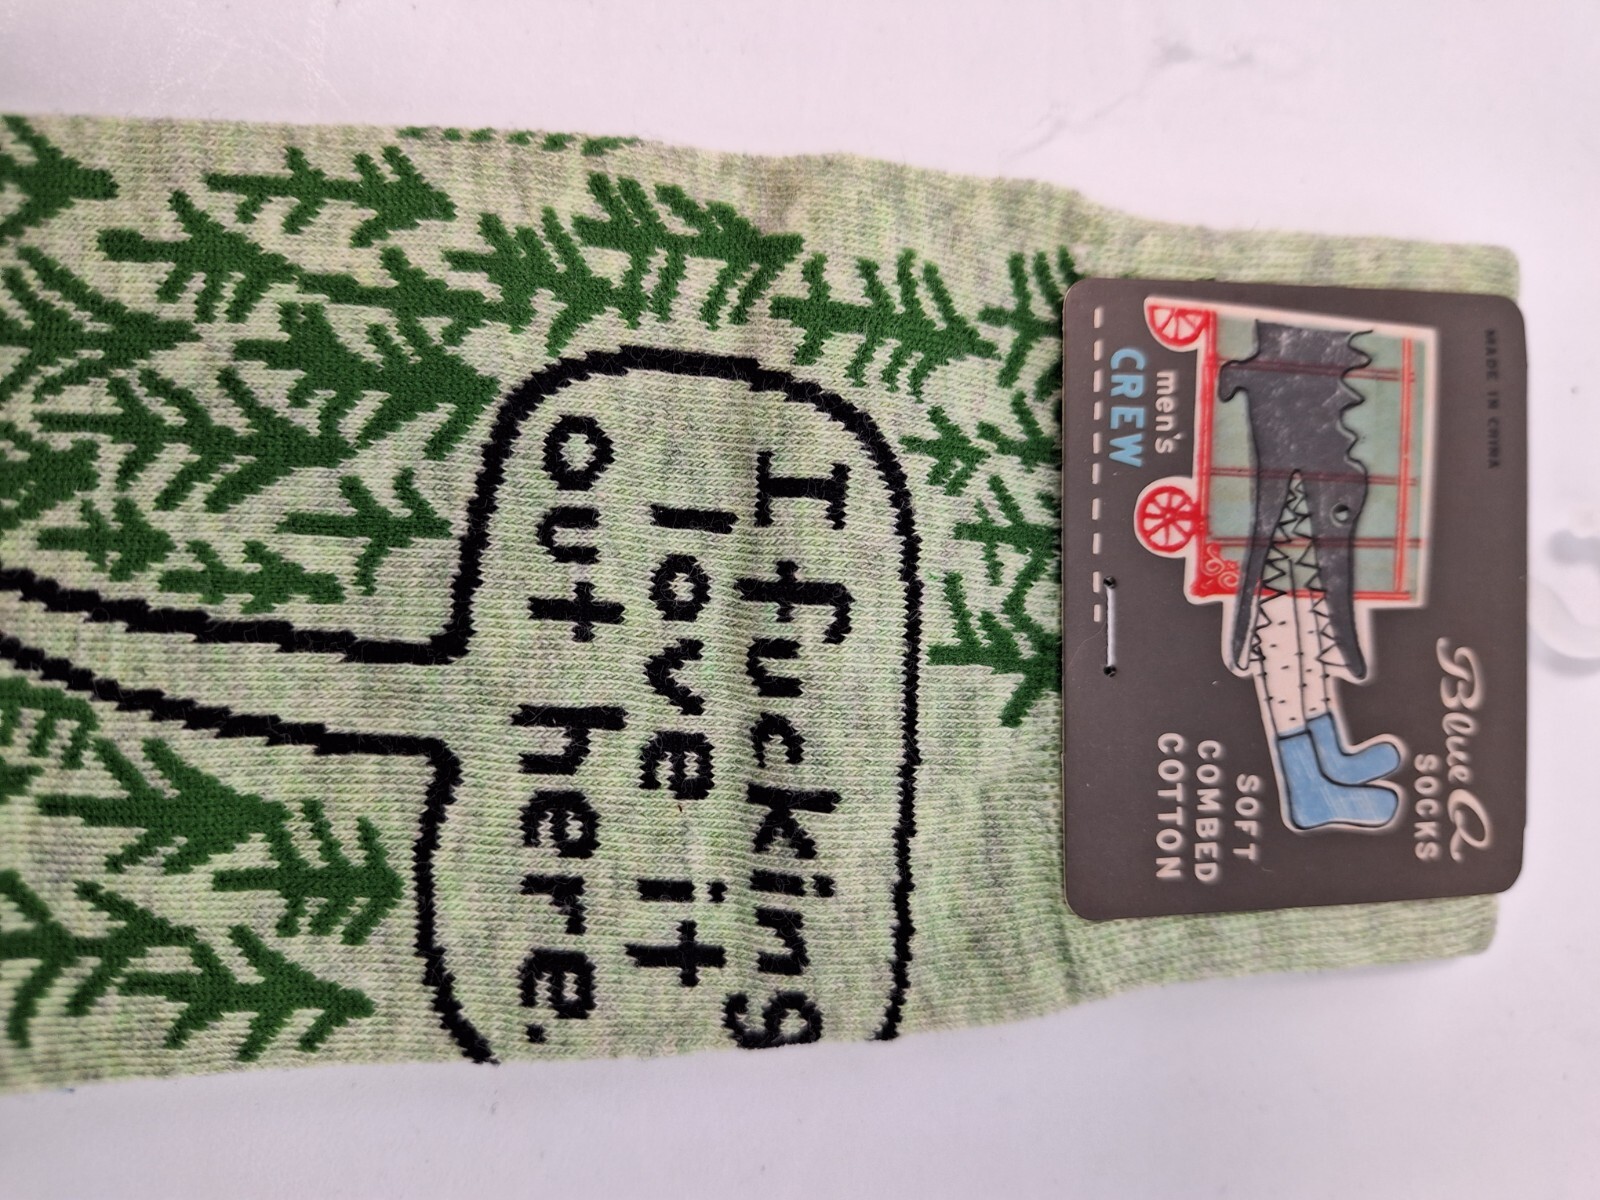 MADE IN CHINA
Blue Q
SOCKS
SOFT
COMBED
COTTON
men's
CREW
I fucking
love it
out here.